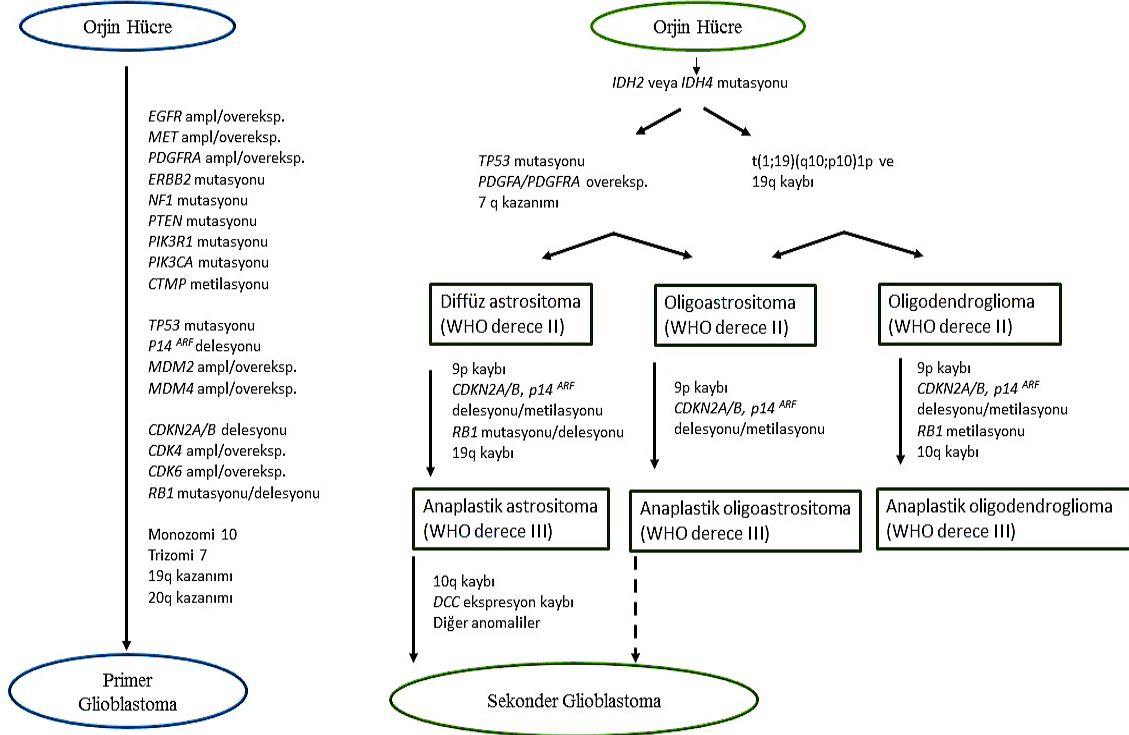 Orjin Hücre
EGFR ampl/overeksp.
MET ampl/overeksp.
PDGFRA ampl/overeksp.
ERBB2 mutasyonu
NF1 mutasyonu
PTEN mutasyonu
PIK3R1 mutasyonu
PIK3CA mutasyonu
CTMP metilasyonu
TP53 mutasyonu
P14 ARF delesyonu
MDM2 ampl/overeksp.
MDM4 ampl/overeksp.
CDKN2A/B delesyonu
CDK4 ampl/overeksp.
CDK6 ampl/overeksp.
RB1 mutasyonu/delesyonu
Monozomi 10
Trizomi 7
19q kazanımı
20q kazanımı
Primer
Glioblastoma
Orjin Hücre
IDH2 veya IDH4 mutasyonu
TP53 mutasyonu
PDGFA/PDGFRA overeksp.
7 q kazanımı
t(1;19)(q10;p10)1p ve
19q kaybı
Diffüz astrositoma
(WHO derece II)
Oligoastrositoma
(WHO derece II)
Oligodendroglioma
(WHO derece II)
9p kaybı
CDKN2A/B, p14 ARF
delesyonu/metilasyonu
RB1 mutasyonu/delesyonu
19q kaybı
9p kaybı
CDKN2A/B, p14 ARF
delesyonu/metilasyonu
9p kaybı
CDKN2A/B, p14 ARF
delesyonu/metilasyonu
RB1 metilasyonu
10q kaybı
Anaplastik astrositoma
(WHO derece III)
Anaplastik oligoastrositoma
(WHO derece III)
Anaplastik oligodendroglioma
(WHO derece III)
10q kaybı
DCC ekspresyon kaybı
Diğer anomaliler
Sekonder Glioblastoma